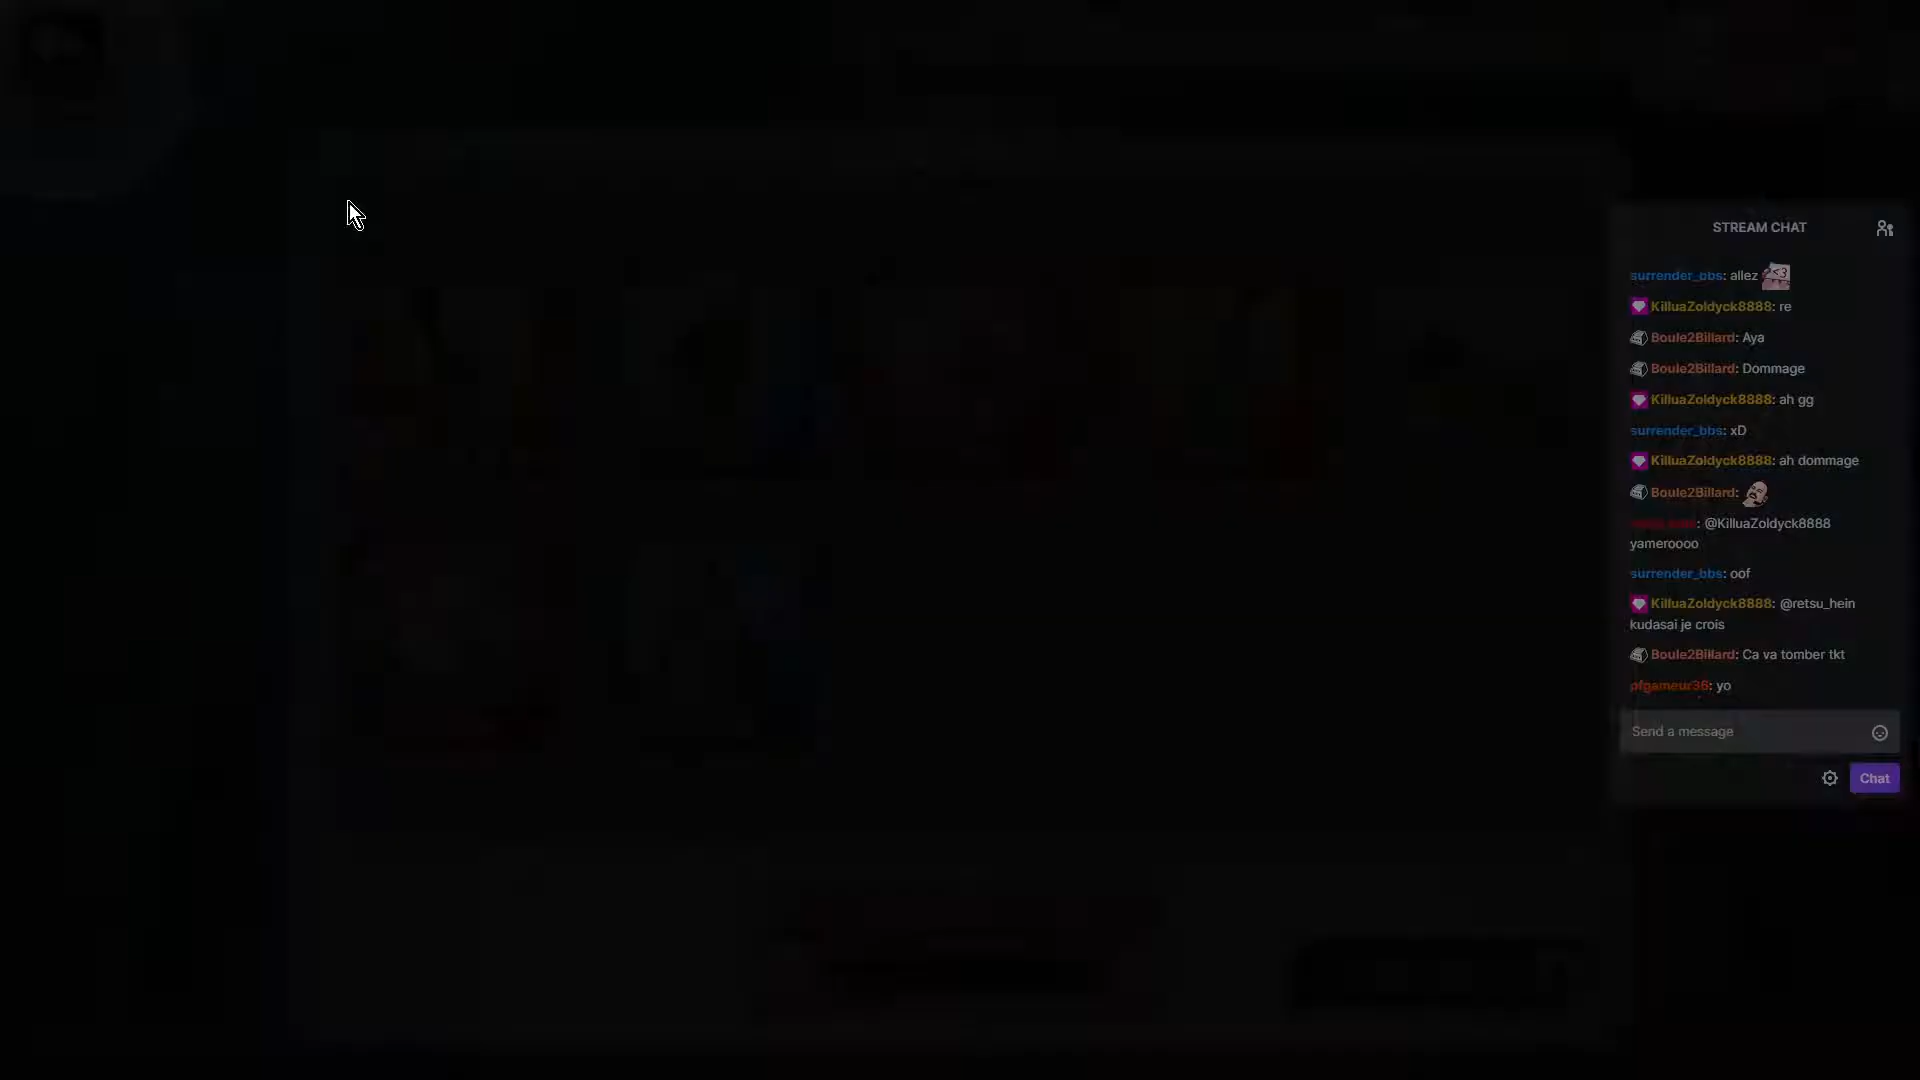 STREAM CHAT
surrender_bbs: allez
KilluaZoldyck8888: re
Boule2Billard: Aya
Boule2Billard: Dommage
KilluaZoldyck8888: ah gg
surrender_bbs: xD
KilluaZoldyck8888: ah dommage
Boule2Billard:
: @KilluaZoldyck8888
yameroooo
surrender_bbs: oof
KilluaZoldyck8888: @retsu_hein
kudasai je crois
Boule2Billard: Ca va tomber tkt
pfgameur36: yo
Send a message
Chat